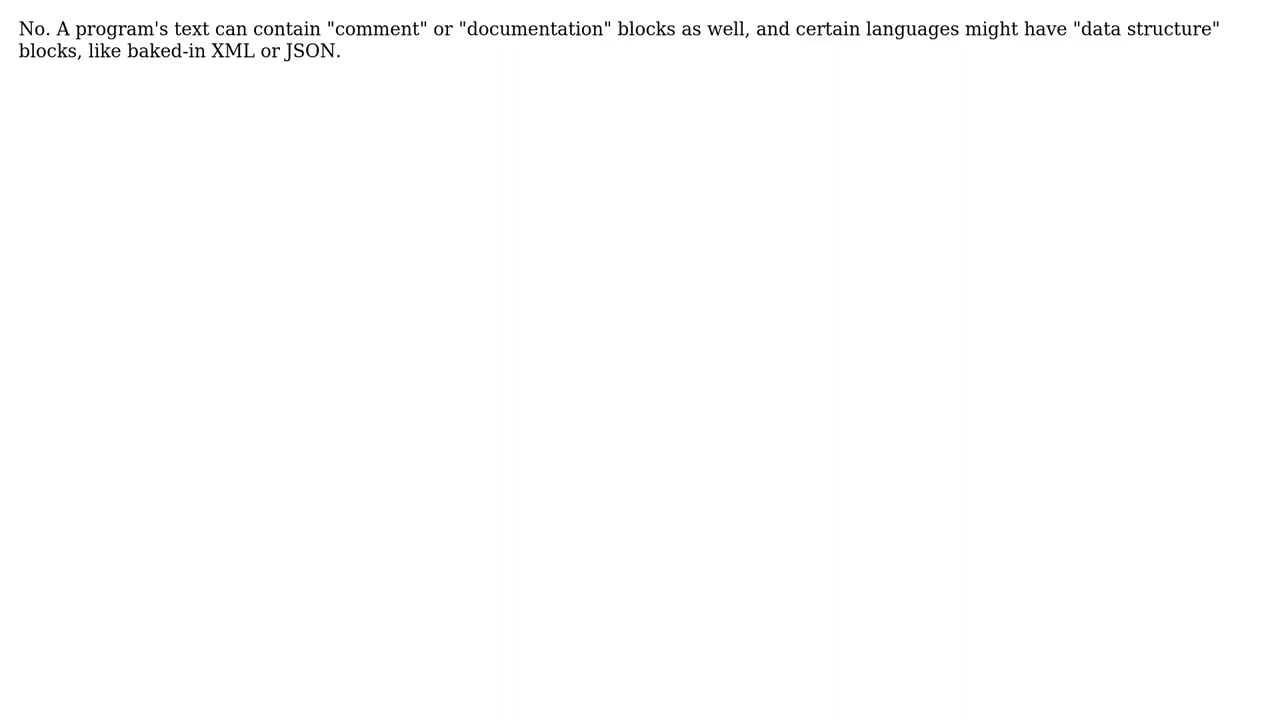 No. A program's text can contain "comment" or "documentation" blocks as well, and certain languages might have "data structure"
blocks, like baked-in XML or JSON.